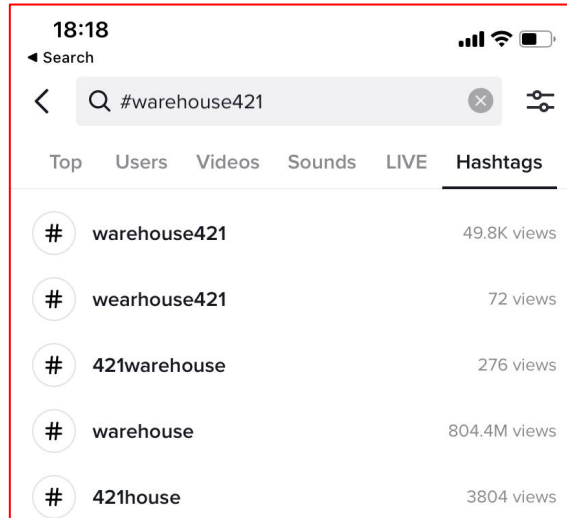 18:18
◀ Search
#warehouse421
Top Users Videos Sounds LIVE Hashtags
# warehouse421 49.8K views
# wearhouse421 72 views
# 421warehouse 276 views
# warehouse 804.4M views
# 421house 3804 views